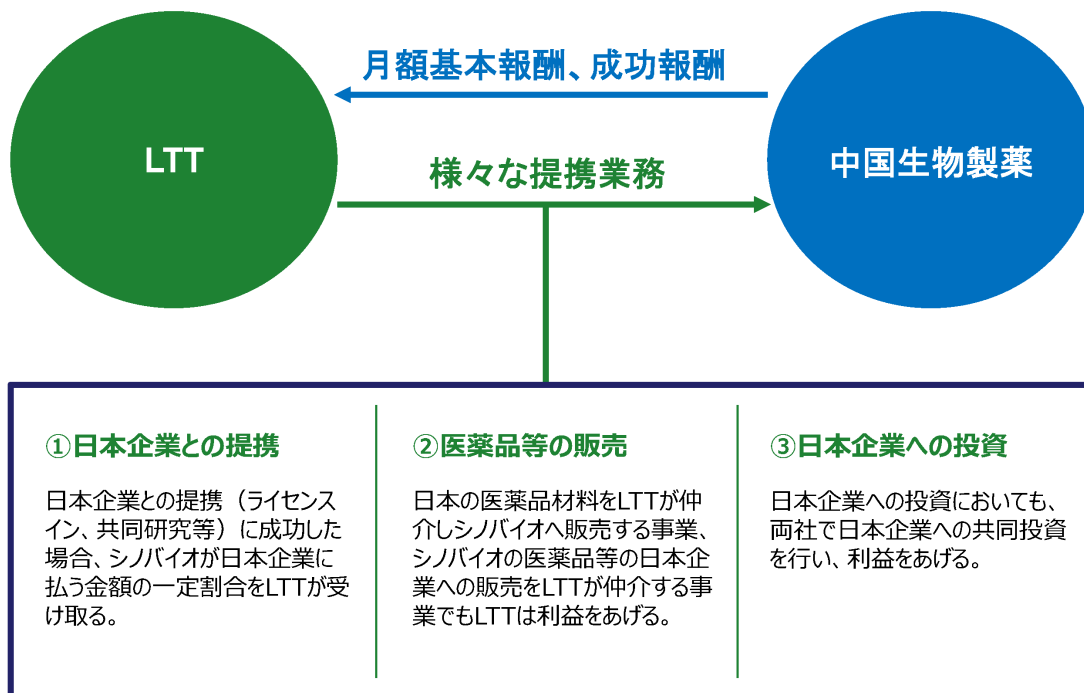 月額基本報酬、成功報酬
LTT
中国生物製薬
様々な提携業務
①日本企業との提携
日本企業との提携（ライセンス
イン、共同研究等）に成功した
場合、シノバイオが日本企業に
払う金額の一定割合をLTTが受
け取る。
②医薬品等の販売
日本の医薬品材料をLTTが仲
介しシノバイオへ販売する事業、
シノバイオの医薬品等の日本企
業への販売をLTTが仲介する事
業でもLTTは利益をあげる。
③日本企業への投資
日本企業への投資においても、
両社で日本企業への共同投資
を行い、利益をあげる。